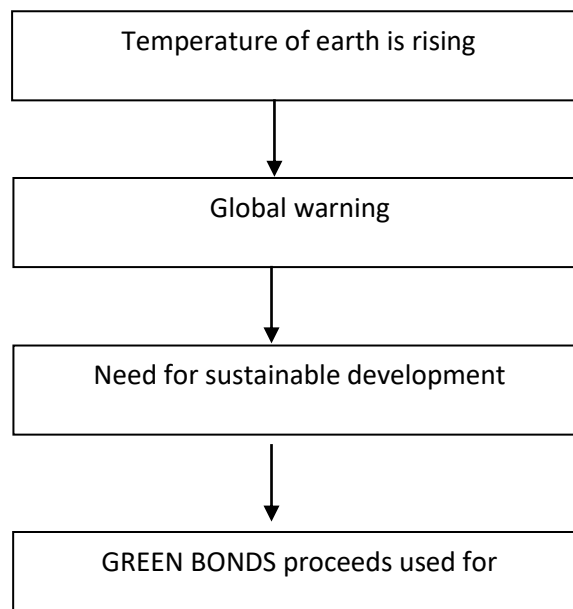 Temperature of earth is rising
Global warning
Need for sustainable development
GREEN BONDS proceeds used for